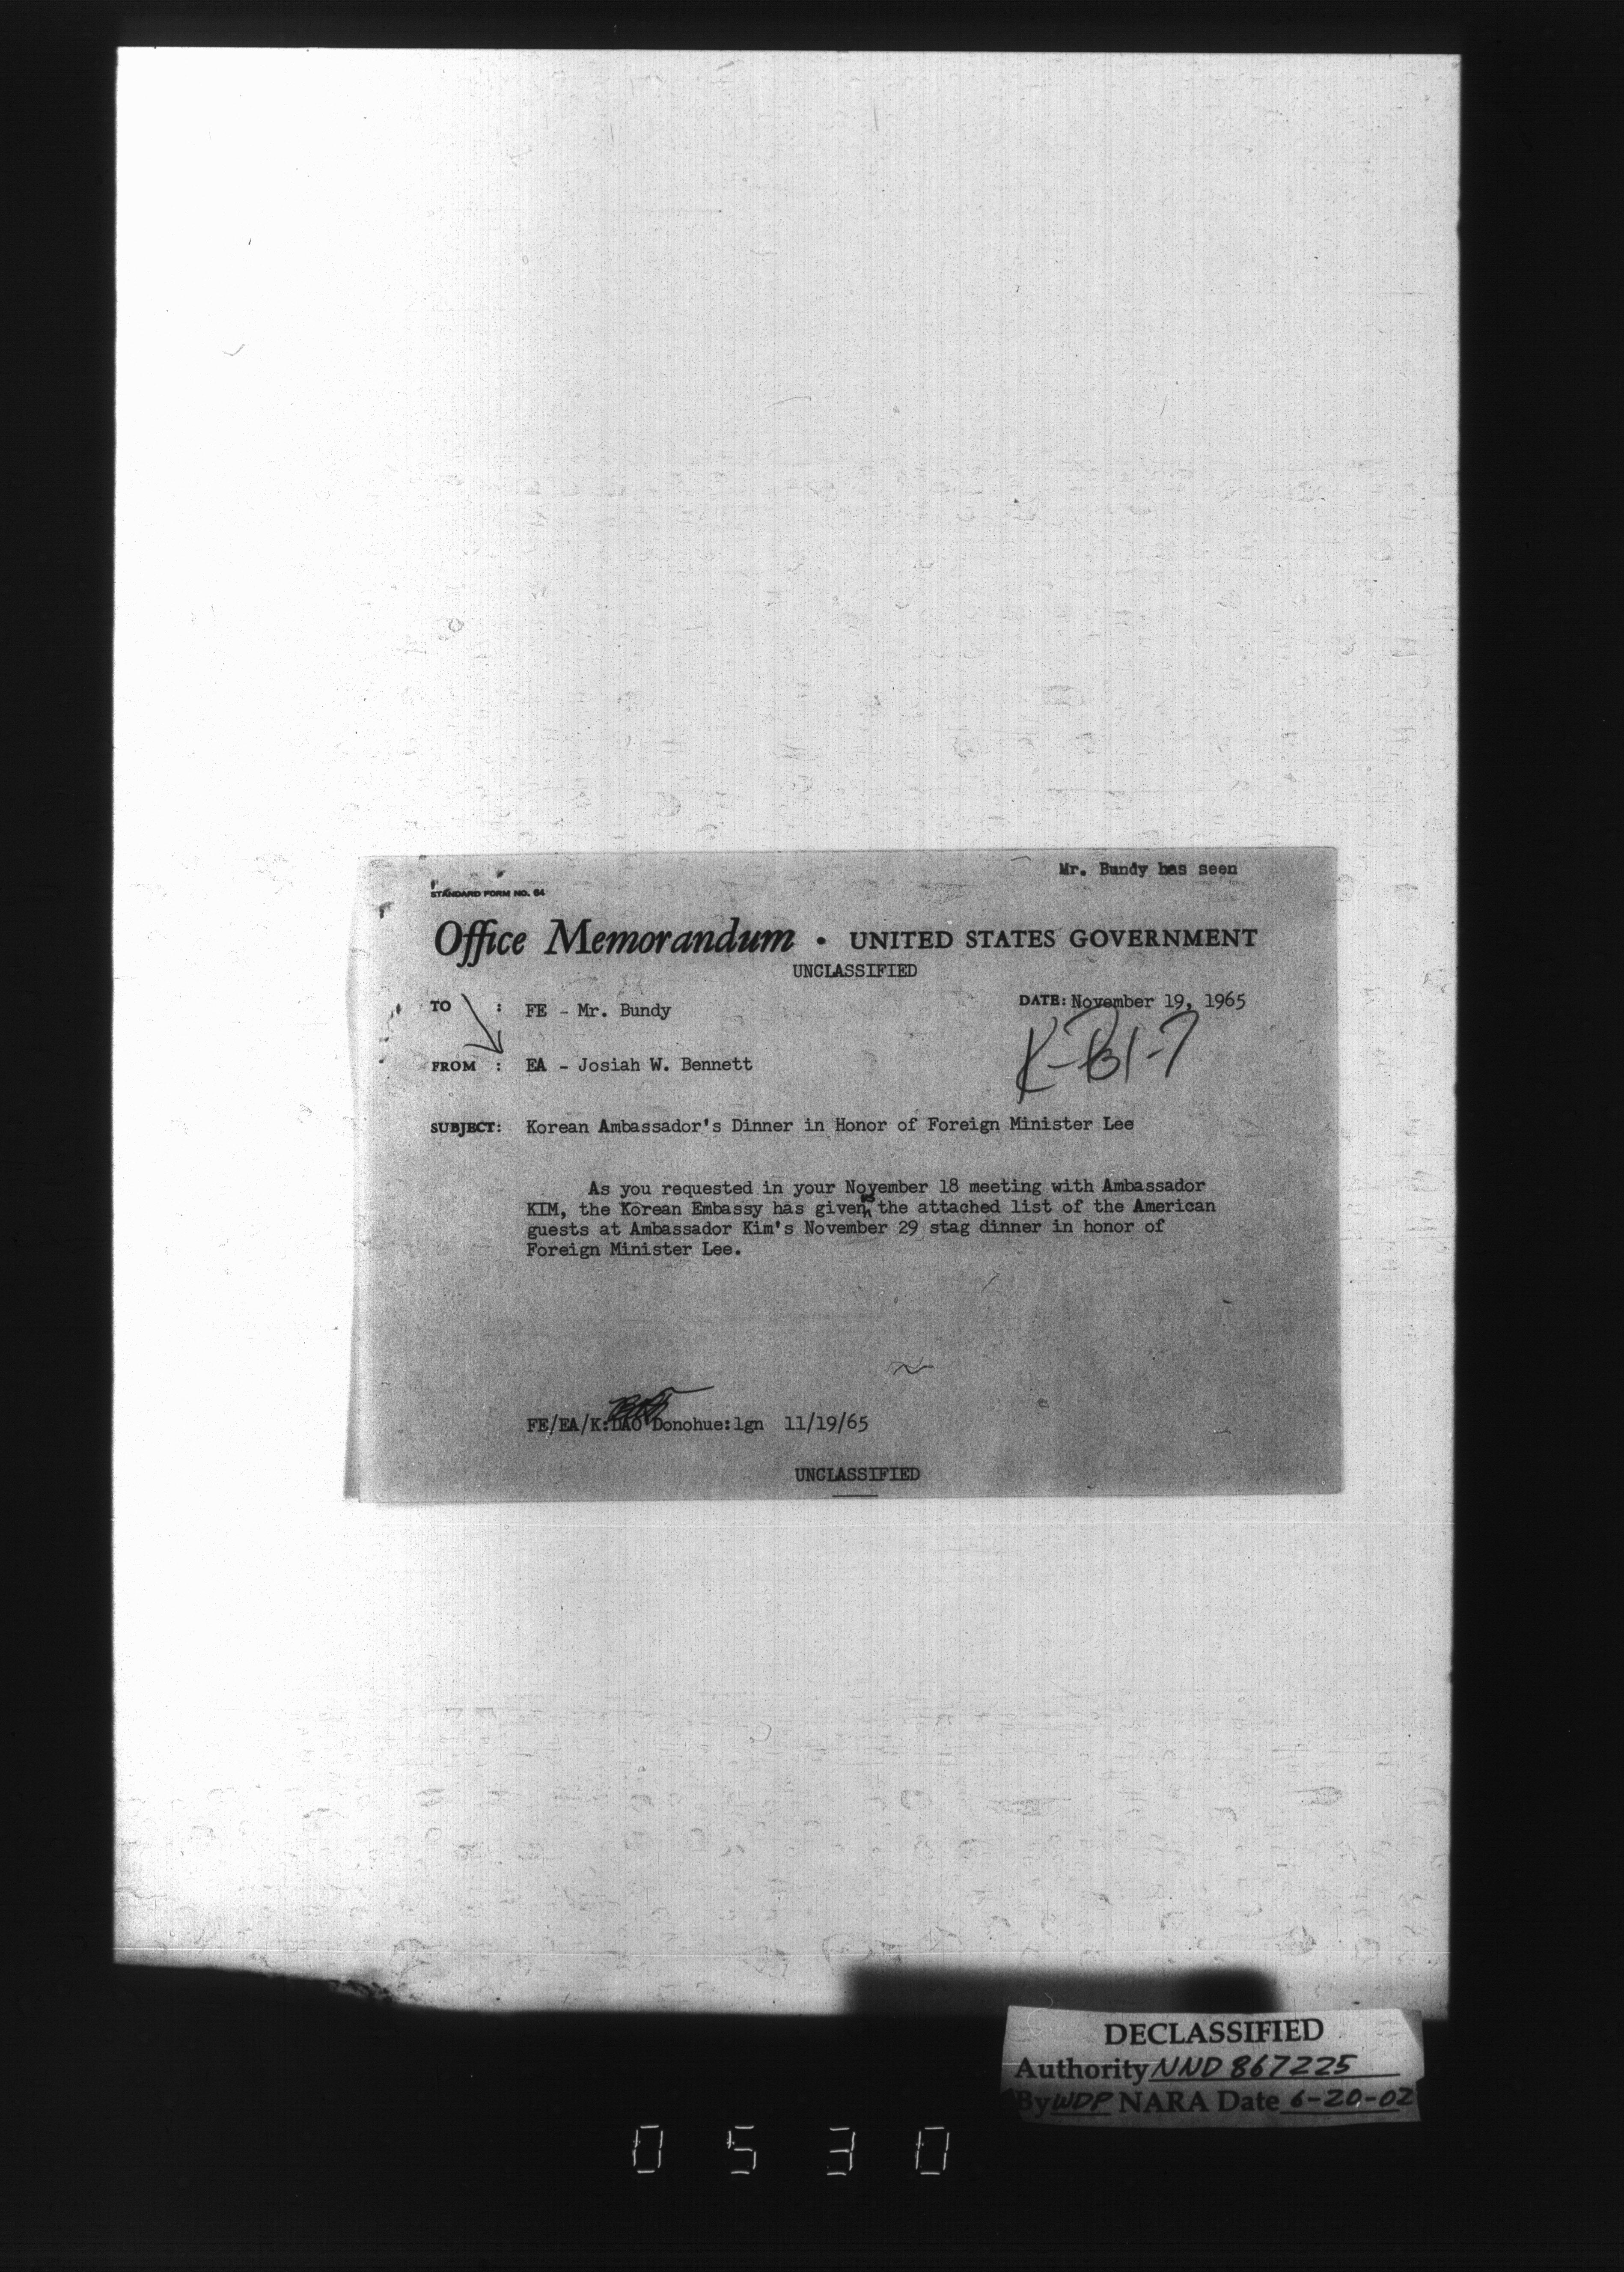 Mr. Bundy has seen
STANDARD FORM NO. 64
Office Memorandum • UNITED STATES GOVERNMENT
UNCLASSIFIED
TO : FE - Mr. Bundy DATE: November 19, 1965
FROM : EA - Josiah W. Bennett
SUBJECT: Korean Ambassador's Dinner in Honor of Foreign Minister Lee
As you requested in your November 18 meeting with Ambassador
KIM, the Korean Embassy has given us the attached list of the American
guests at Ambassador Kim's November 29 stag dinner in honor of
Foreign Minister Lee.
FE/EA/K:DAO'Donohue:lgn 11/19/65
UNCLASSIFIED
DECLASSIFIED
Authority NND 867225
By WDP NARA Date 6-20-02
0530